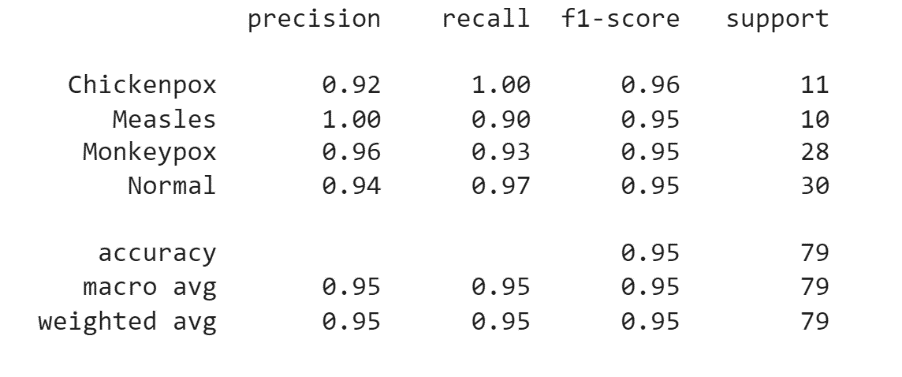 precision recall f1-score support
Chickenpox 0.92 1.00 0.96 11
Measles 1.00 0.90 0.95 10
Monkeypox 0.96 0.93 0.95 28
Normal 0.94 0.97 0.95 30
accuracy 0.95 79
macro avg 0.95 0.95 0.95 79
weighted avg 0.95 0.95 0.95 79